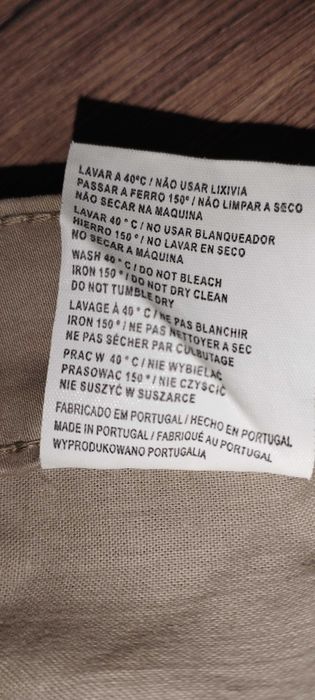 LAVAR A 40°C / NÃO USAR LIXIVIA
PASSAR A FERRO 150° / NÃO LIMPAR A SECO
NÃO SECAR NA MAQUINA
LAVAR 40 ° C / NO USAR BLANQUEADOR
HIERRO 150 ° / NO LAVAR EN SECO
NO SECAR A MÁQUINA
WASH 40 ° C / DO NOT BLEACH
IRON 150 ° / DO NOT DRY CLEAN
DO NOT TUMBLE DRY
LAVAGE À 40 ° C / NE PAS BLANCHIR
IRON 150 ° / NE PAS NETTOYER A SEC
NE PAS SÉCHER PAR CULBUTAGE
PRAC W 40 ° C / NIE WYBIELAĆ
PRASOWAC 150 ° / NIE CZYSCIĆ
NIE SUSZYĆ W SUSZARCE
FABRICADO EM PORTUGAL / HECHO EN PORTUGAL
MADE IN PORTUGAL / FABRIQUÉ AU PORTUGAL
WYPRODUKOWANO PORTUGALIA